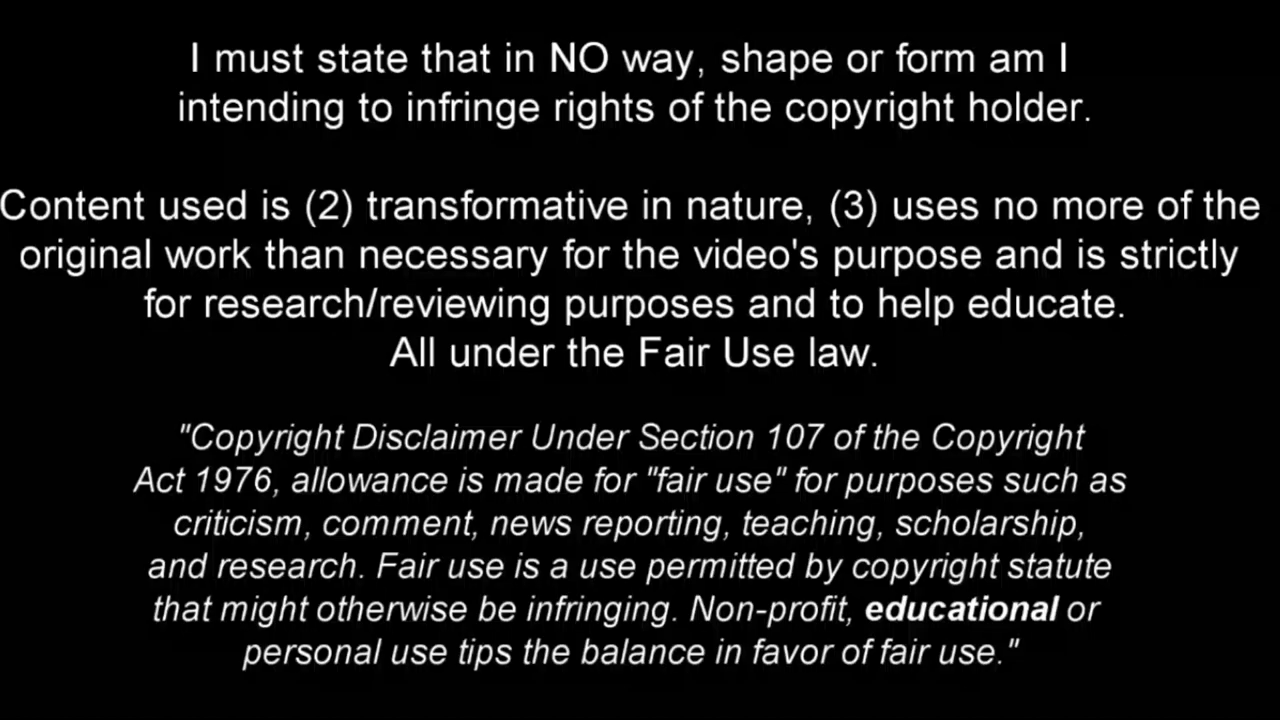 I must state that in NO way, shape or form am I
intending to infringe rights of the copyright holder.
Content used is (2) transformative in nature, (3) uses no more of the
original work than necessary for the video's purpose and is strictly
for research/reviewing purposes and to help educate.
All under the Fair Use law.
"Copyright Disclaimer Under Section 107 of the Copyright
Act 1976, allowance is made for "fair use" for purposes such as
criticism, comment, news reporting, teaching, scholarship,
and research. Fair use is a use permitted by copyright statute
that might otherwise be infringing. Non-profit, educational or
personal use tips the balance in favor of fair use."